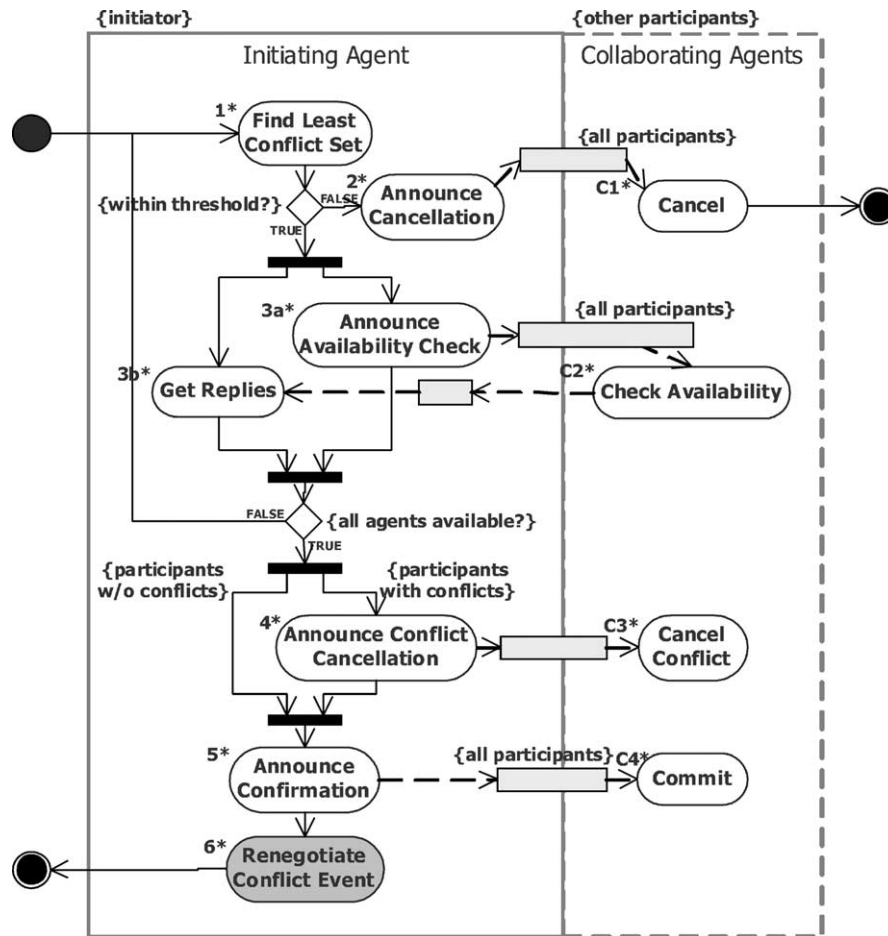 {initiator}
{other participants}
Initiating Agent
Collaborating Agents
1*
Find Least
Conflict Set
{all participants}
2*
C1*
{within threshold?}
FALSE
Announce
Cancellation
Cancel
TRUE
3a*
Announce
Availability Check
{all participants}
3b*
Get Replies
C2*
Check Availability
FALSE
{all agents available?}
TRUE
{participants
w/o conflicts}
{participants
with conflicts}
4*
Announce Conflict
Cancellation
C3*
Cancel
Conflict
5*
Announce
Confirmation
{all participants}
C4*
Commit
6*
Renegotiate
Conflict Event